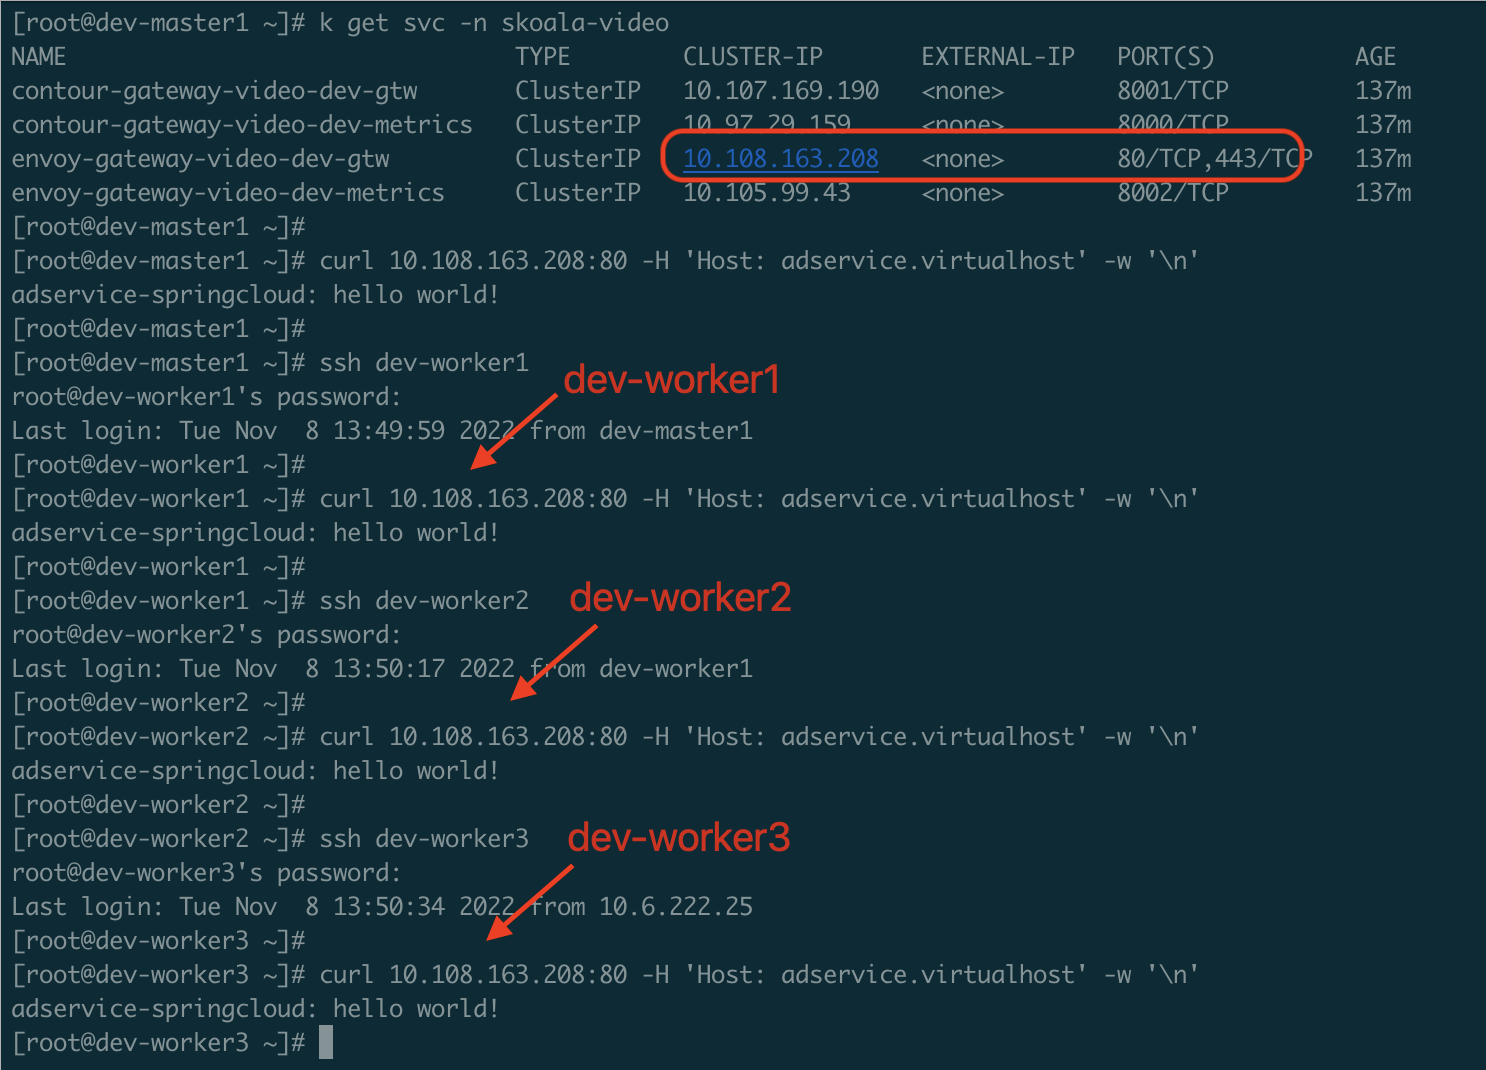 [root@dev-master1 ~]# k get svc -n skoala-video
NAME TYPE CLUSTER-IP EXTERNAL-IP PORT(S) AGE
contour-gateway-video-dev-gtw ClusterIP 10.107.169.190 <none> 8001/TCP 137m
contour-gateway-video-dev-metrics ClusterIP 10.97.29.159 <none> 8000/TCP 137m
envoy-gateway-video-dev-gtw ClusterIP 10.108.163.208 <none> 80/TCP,443/TCP 137m
envoy-gateway-video-dev-metrics ClusterIP 10.105.99.43 <none> 8002/TCP 137m
[root@dev-master1 ~]#
[root@dev-master1 ~]# curl 10.108.163.208:80 -H 'Host: adservice.virtualhost' -w '\n'
adservice-springcloud: hello world!
[root@dev-master1 ~]#
[root@dev-master1 ~]# ssh dev-worker1
dev-worker1
root@dev-worker1's password:
Last login: Tue Nov  8 13:49:59 2022 from dev-master1
[root@dev-worker1 ~]#
[root@dev-worker1 ~]# curl 10.108.163.208:80 -H 'Host: adservice.virtualhost' -w '\n'
adservice-springcloud: hello world!
[root@dev-worker1 ~]#
[root@dev-worker1 ~]# ssh dev-worker2
dev-worker2
root@dev-worker2's password:
Last login: Tue Nov  8 13:50:17 2022 from dev-worker1
[root@dev-worker2 ~]#
[root@dev-worker2 ~]# curl 10.108.163.208:80 -H 'Host: adservice.virtualhost' -w '\n'
adservice-springcloud: hello world!
[root@dev-worker2 ~]#
[root@dev-worker2 ~]# ssh dev-worker3
dev-worker3
root@dev-worker3's password:
Last login: Tue Nov  8 13:50:34 2022 from 10.6.222.25
[root@dev-worker3 ~]#
[root@dev-worker3 ~]# curl 10.108.163.208:80 -H 'Host: adservice.virtualhost' -w '\n'
adservice-springcloud: hello world!
[root@dev-worker3 ~]#